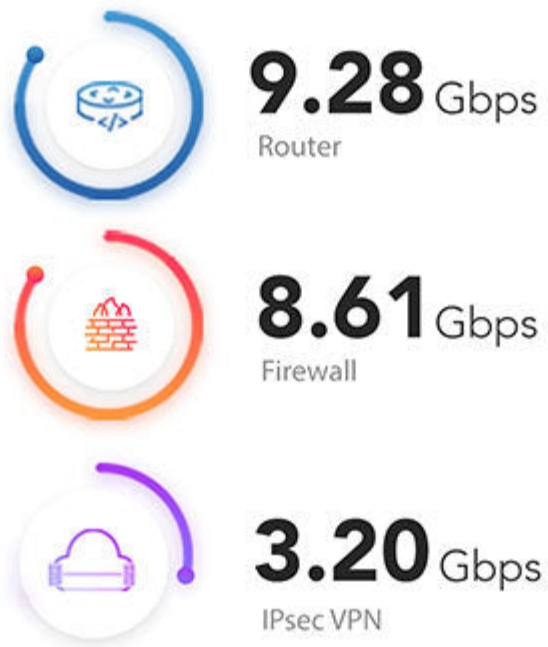 9.28 Gbps
Router
8.61 Gbps
Firewall
3.20 Gbps
IPsec VPN